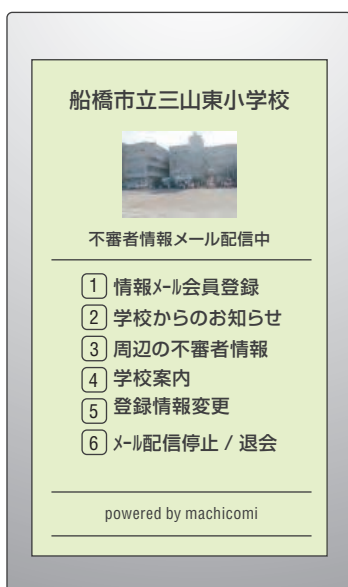 船橋市立三山東小学校
不審者情報メール配信中
1 情報ﾒｰﾙ会員登録
2 学校からのお知らせ
3 周辺の不審者情報
4 学校案内
5 登録情報変更
6 ﾒｰﾙ配信停止 / 退会
powered by machicomi